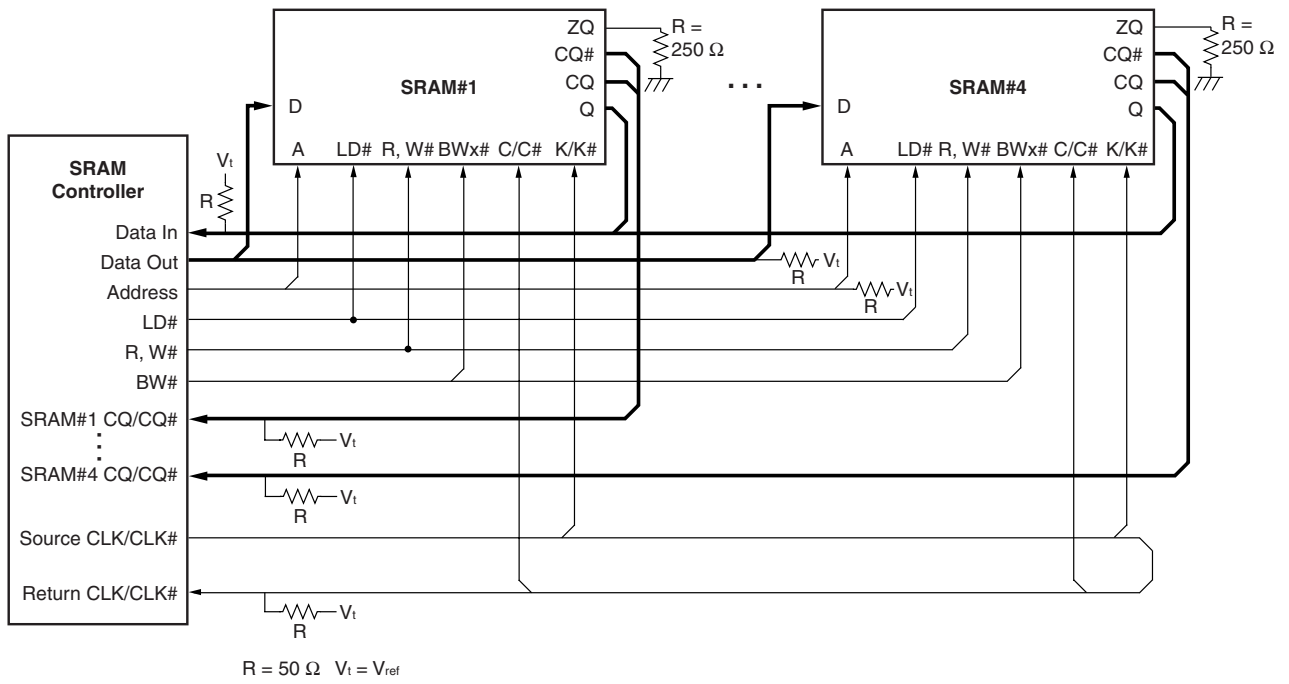 ZQ
R =
250 Ω
CQ#
SRAM#1
CQ
D
Q
A LD# R, W# BWx# C/C# K/K#
. . .
ZQ
R =
250 Ω
CQ#
SRAM#4
CQ
D
Q
A LD# R, W# BWx# C/C# K/K#
SRAM
Controller
Vt
R
Data In
Data Out
R Vt
Address
R Vt
LD#
R, W#
BW#
SRAM#1 CQ/CQ#
R Vt
SRAM#4 CQ/CQ#
R Vt
Source CLK/CLK#
Return CLK/CLK#
R Vt
R = 50 Ω Vt = Vref